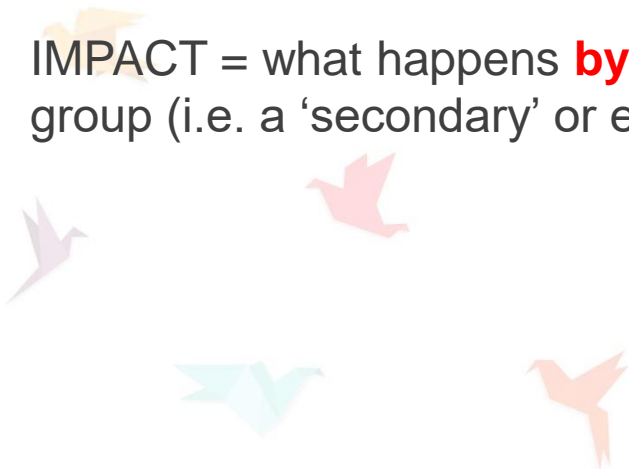 IMPACT = what happens by
group (i.e. a ‘secondary’ or e